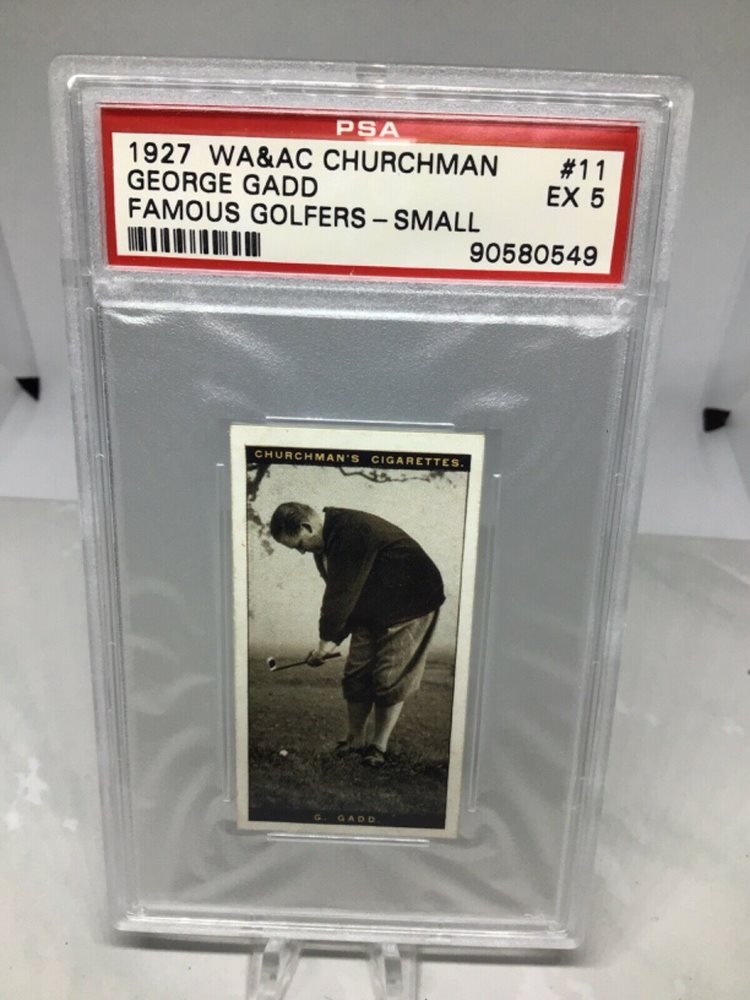 PSA
1927 WA&AC CHURCHMAN #11
GEORGE GADD EX 5
FAMOUS GOLFERS – SMALL
90580549
CHURCHMAN'S CIGARETTES.
G. GADD.